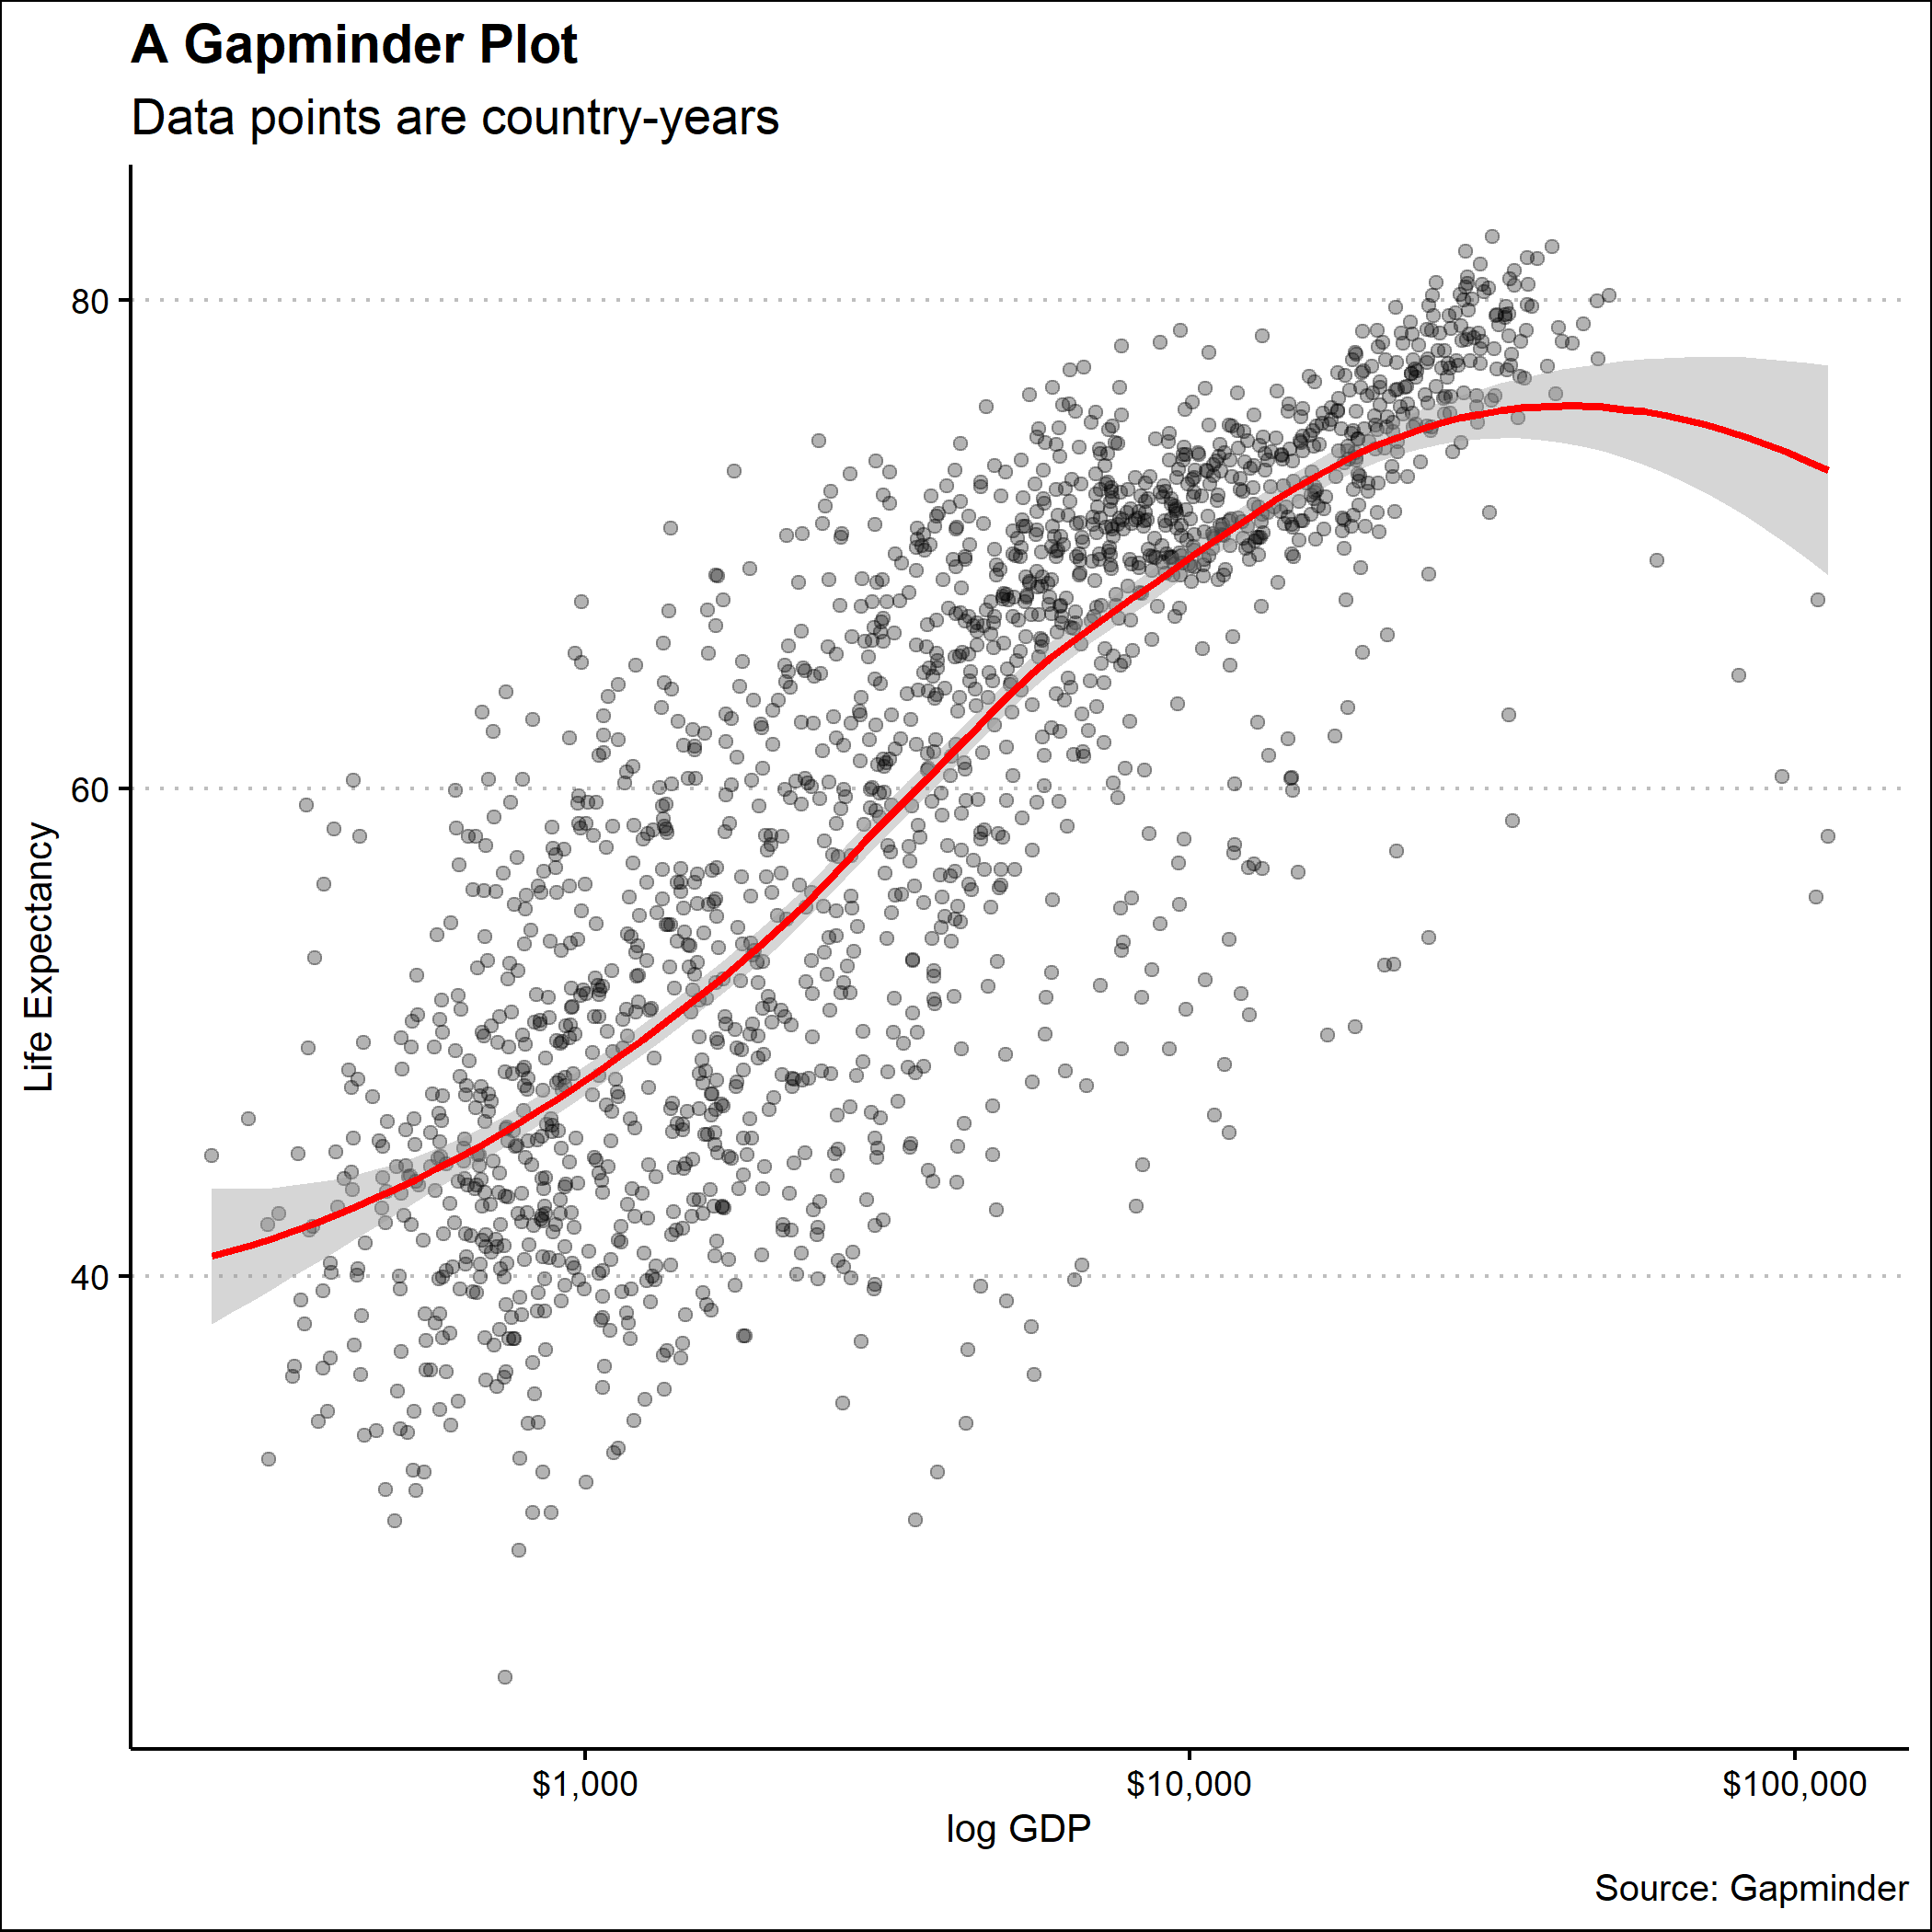 A Gapminder Plot
Data points are country-years
80
60
40
Life Expectancy
$1,000
$10,000
$100,000
log GDP
Source: Gapminder